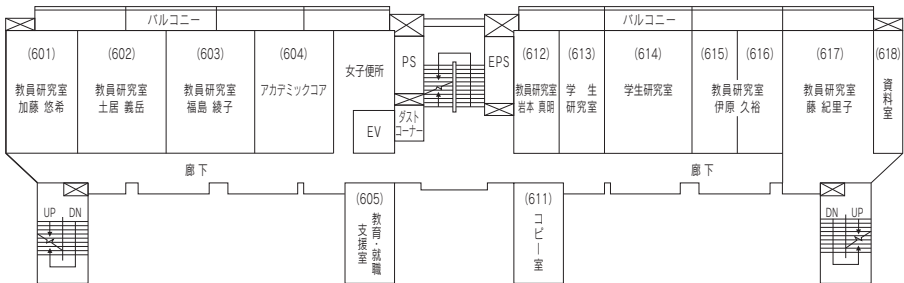 バルコニー
バルコニー
(601)
教員研究室
加藤 悠希
(602)
教員研究室
土居 義岳
(603)
教員研究室
福島 綾子
(604)
アカデミックコア
女子便所
EV
PS
ダスト
コーナー
EPS
(612)
教員研究室
岩本 真明
(613)
学 生
研究室
(614)
学生研究室
(615)
(616)
教員研究室
伊原 久裕
(617)
教員研究室
藤 紀里子
(618)
資料室
廊下
廊下
UP DN
(605)
教育・就職
支援室
(611)
コピー室
DN UP